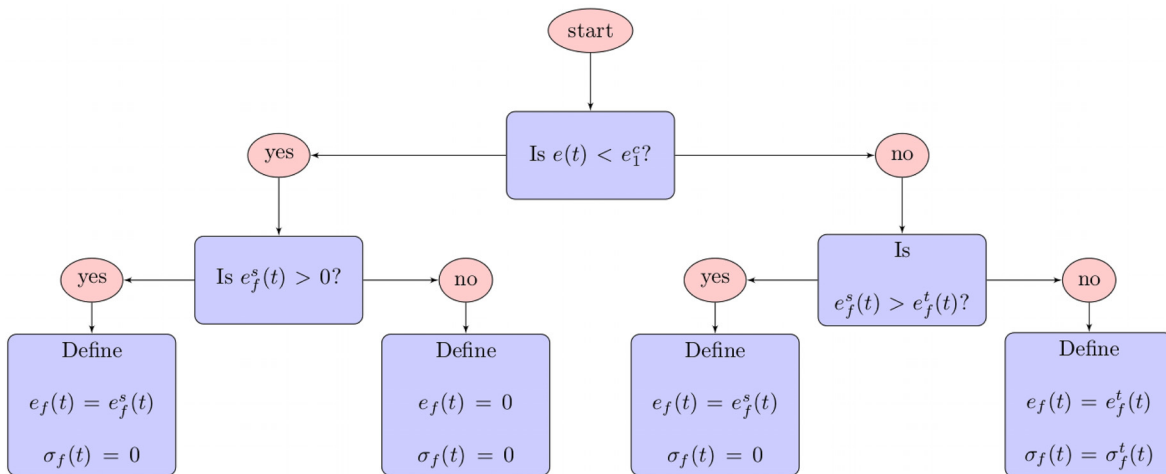 start
Is e(t) < e₁ᶜ?
yes
no
Is e_f^s(t) > 0?
Is
e_f^s(t) > e_f^t(t)?
yes
no
yes
no
Define
e_f(t) = e_f^s(t)
σ_f(t) = 0
Define
e_f(t) = 0
σ_f(t) = 0
Define
e_f(t) = e_f^s(t)
σ_f(t) = 0
Define
e_f(t) = e_f^t(t)
σ_f(t) = σ_f^t(t)